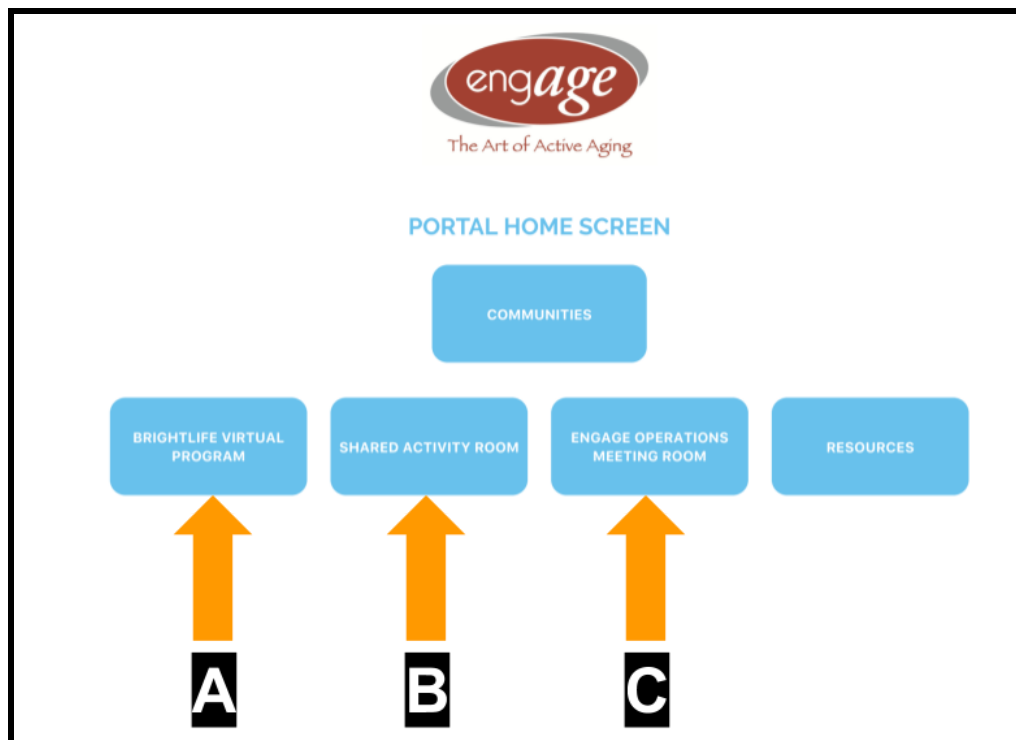 engage
The Art of Active Aging
PORTAL HOME SCREEN
COMMUNITIES
BRIGHTLIFE VIRTUAL
PROGRAM
SHARED ACTIVITY ROOM
ENGAGE OPERATIONS
MEETING ROOM
RESOURCES
A
B
C